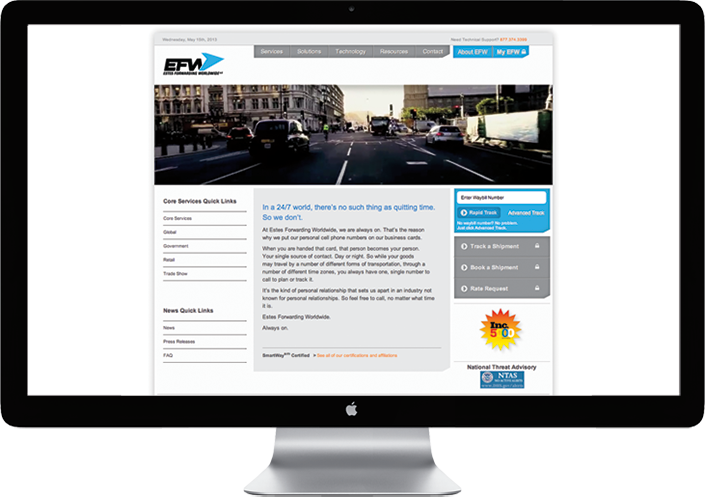 Wednesday, May 15th, 2013
Need Technical Support? 877.374.3308
Services
Solutions
Technology
Resources
Contact
About EFW
My EFW
EFW
ESTES FORWARDING WORLDWIDE
Core Services Quick Links
Core Services
Global
Government
Retail
Trade Show
News Quick Links
News
Press Releases
FAQ
In a 24/7 world, there's no such thing as quitting time.
So we don't.
At Estes Forwarding Worldwide, we are always on. That's the reason
why we put our personal cell phone numbers on our business cards.
When you are handed that card, that person becomes your person.
Your single source of contact. Day or night. So while your goods
may travel by a number of different forms of transportation, through a
number of different time zones, you always have one, single number to
call to plan or track it.
It's the kind of personal relationship that sets us apart in an industry not
known for personal relationships. So feel free to call, no matter what time
it is.
Estes Forwarding Worldwide.
Always on.
SmartWay Certified > See all of our certifications and affiliations
Enter Waybill Number
Rapid Track
Advanced Track
No waybill number? No problem.
Just click Advanced Track.
Track a Shipment
Book a Shipment
Rate Request
Inc.
500
National Threat Advisory
NTAS